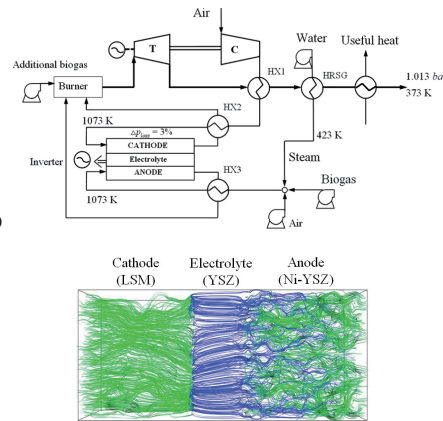 Air
T
C
Water
Useful heat
Additional biogas
Burner
HX1
HRSG
1.013 ba
373 K
HX2
1073 K
Δploss = 3%
423 K
CATHODE
Electrolyte
ANODE
Inverter
HX3
Steam
Biogas
1073 K
Air
)
Cathode
(LSM)
Electrolyte
(YSZ)
Anode
(Ni-YSZ)